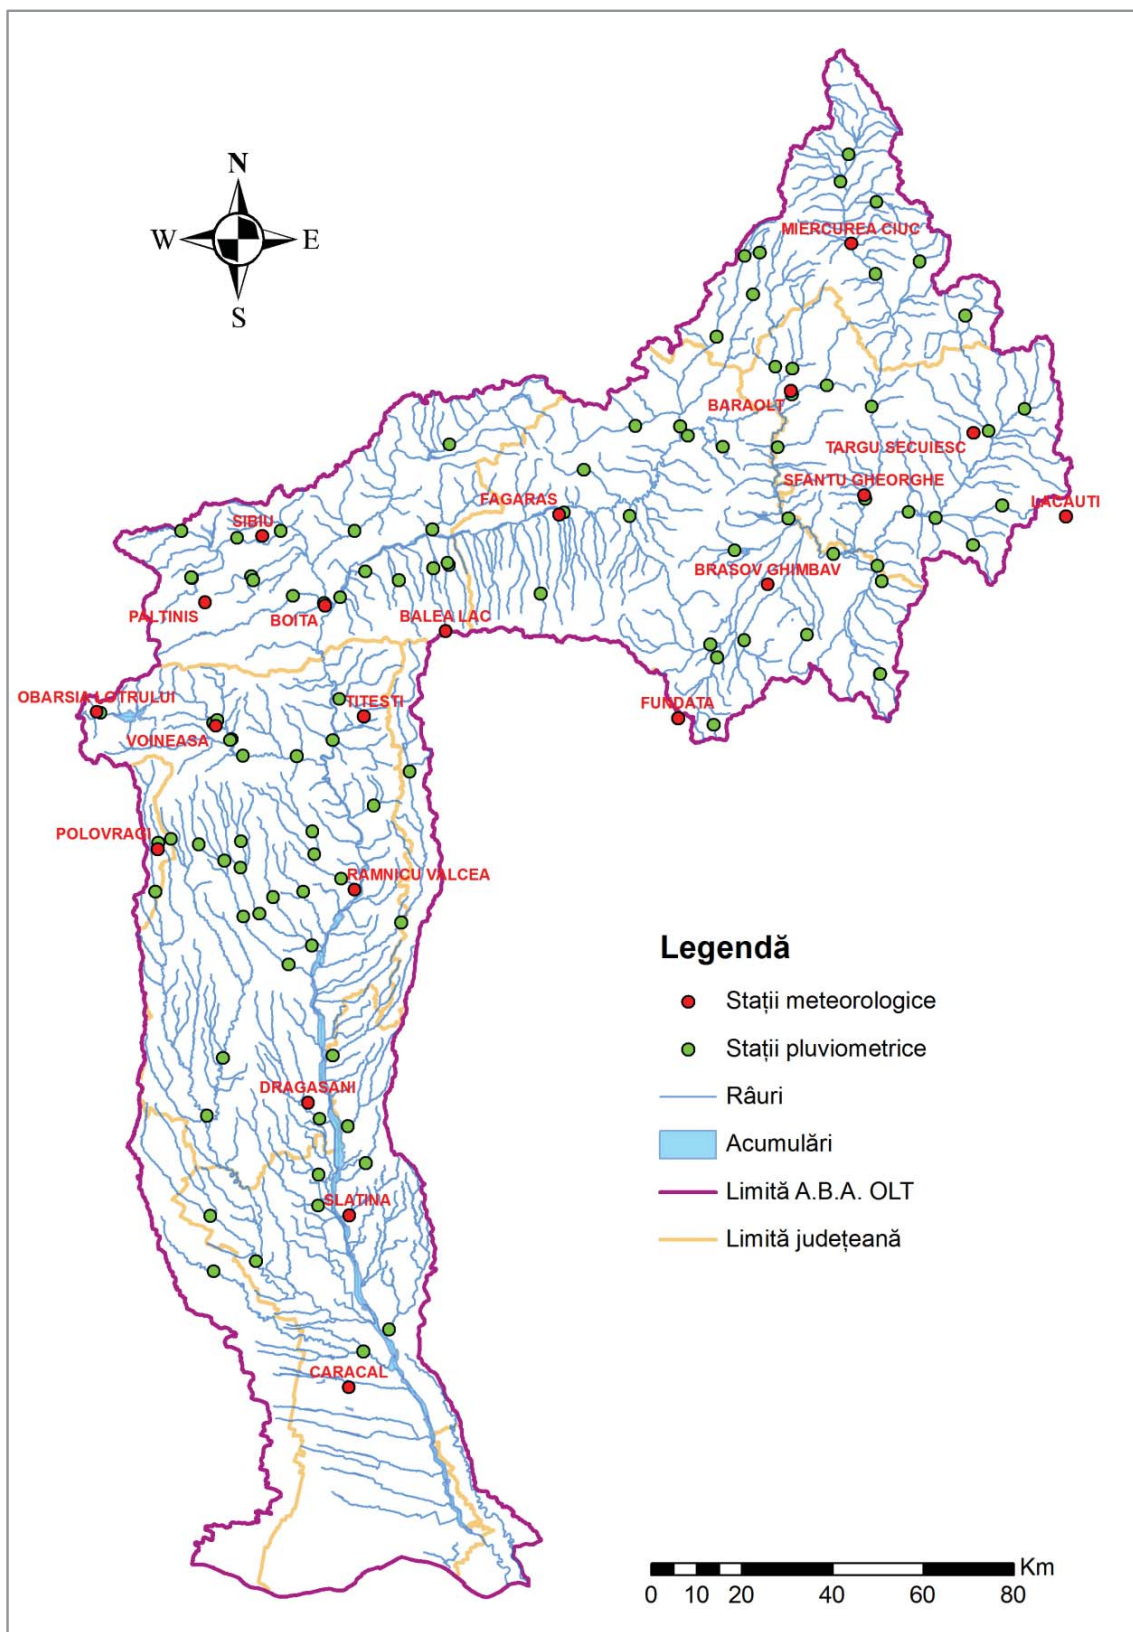 N
W E
S
MIERCUREA CIUC
BARAOLT
TARGU SECUIESC
SFANTU GHEORGHE
FAGARAS
LACAUTI
SIBIU
BRASOV GHIMBAV
PALTINIS
BOITA
BALEA LAC
OBARSIA LOTRULUI
TITESTI
FUNDATA
VOINEASA
POLOVRAGI
RAMNICU VALCEA
DRAGASANI
SLATINA
CARACAL
Legendă
Stații meteorologice
Stații pluviometrice
Râuri
Acumulări
Limită A.B.A. OLT
Limită județeană
Km
0 10 20 40 60 80